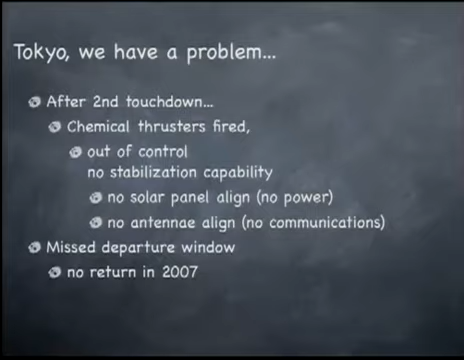 Tokyo, we have a problem...
After 2nd touchdown...
Chemical thrusters fired,
out of control
no stabilization capability
no solar panel align (no power)
no antennae align (no communications)
Missed departure window
no return in 2007